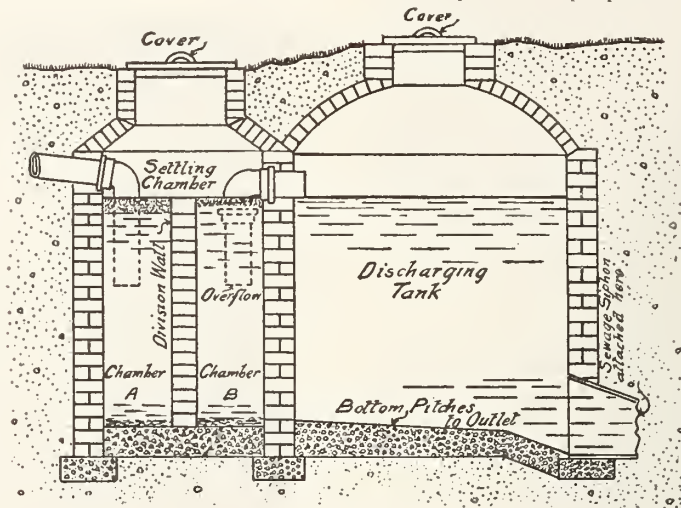 Cover
Cover
Settling
Chamber
Division Wall
Overflow
Discharging
Tank
Sewage Siphon
attached here
Chamber
A
Chamber
B
Bottom Pitches
to Outlet